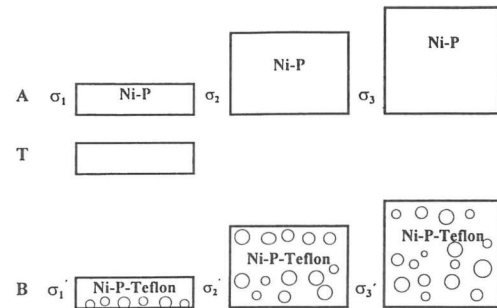 Ni-P
Ni-P
A σ₁ Ni-P σ₂ σ₃
T
Ni-P-Teflon
Ni-P-Teflon
B σ₁′ Ni-P-Teflon σ₂′ σ₃′